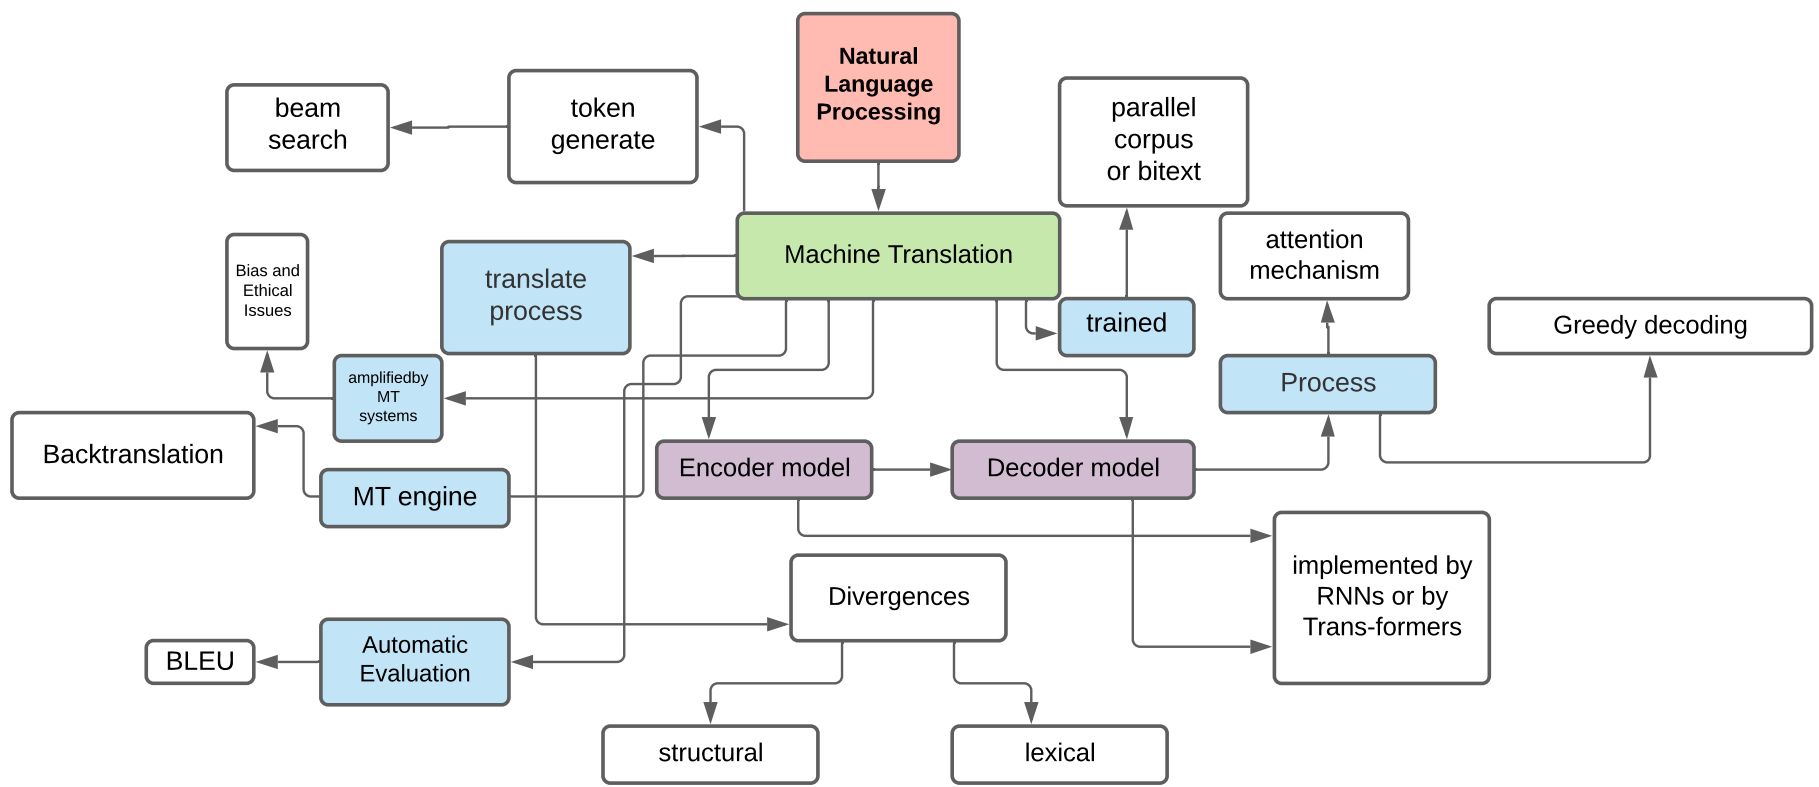 Natural
Language
Processing
beam
search
token
generate
parallel
corpus
or bitext
Machine Translation
attention
mechanism
Bias and
Ethical
Issues
translate
process
trained
Greedy decoding
amplifiedby
MT
systems
Process
Backtranslation
MT engine
Encoder model
Decoder model
implemented by
RNNs or by
Trans-formers
Divergences
BLEU
Automatic
Evaluation
structural
lexical